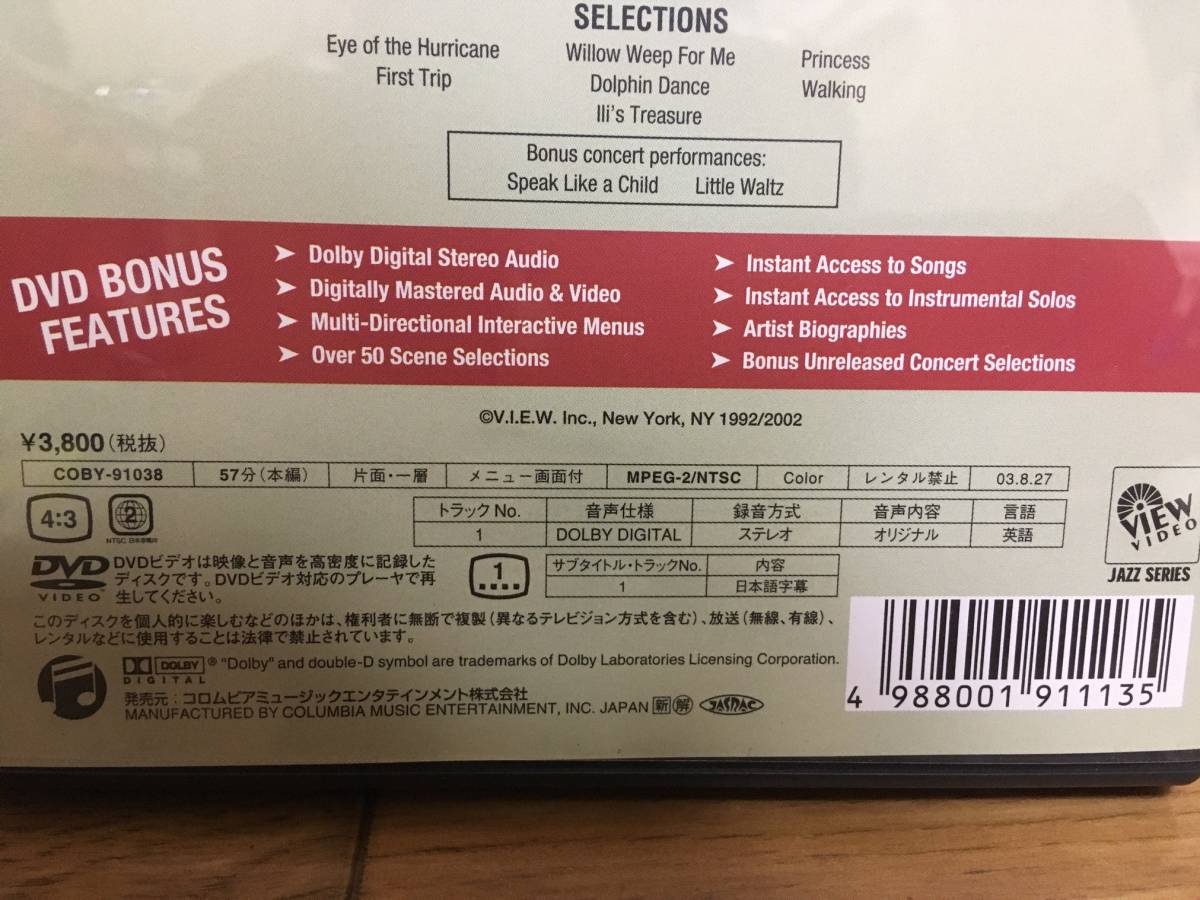 SELECTIONS
Eye of the Hurricane
First Trip
Willow Weep For Me
Dolphin Dance
Ili's Treasure
Princess
Walking
Bonus concert performances:
Speak Like a Child Little Waltz
DVD BONUS
FEATURES
➤ Dolby Digital Stereo Audio
➤ Digitally Mastered Audio & Video
➤ Multi-Directional Interactive Menus
➤ Over 50 Scene Selections
➤ Instant Access to Songs
➤ Instant Access to Instrumental Solos
➤ Artist Biographies
➤ Bonus Unreleased Concert Selections
©V.I.E.W. Inc., New York, NY 1992/2002
¥3,800(税抜)
COBY-91038 57分(本編) 片面・一層 メニュー画面付 MPEG-2/NTSC Color レンタル禁止 03.8.27
4:3
2
NTSC 日本市場向
トラックNo. 音声仕様 録音方式 音声内容 言語
1 DOLBY DIGITAL ステレオ オリジナル 英語
DVD
VIDEO
DVDビデオは映像と音声を高密度に記録した
ディスクです。DVDビデオ対応のプレーヤで再
生してください。
1
サブタイトル・トラックNo. 内容
1 日本語字幕
VIEW
VIDEO
JAZZ SERIES
このディスクを個人的に楽しむなどのほかは、権利者に無断で複製(異なるテレビジョン方式を含む)、放送(無線、有線)、
レンタルなどに使用することは法律で禁止されています。
DOLBY
DIGITAL
® "Dolby" and double-D symbol are trademarks of Dolby Laboratories Licensing Corporation.
発売元:コロムビアミュージックエンタテインメント株式会社
MANUFACTURED BY COLUMBIA MUSIC ENTERTAINMENT, INC. JAPAN 新 解 JASRAC
4 988001 911135